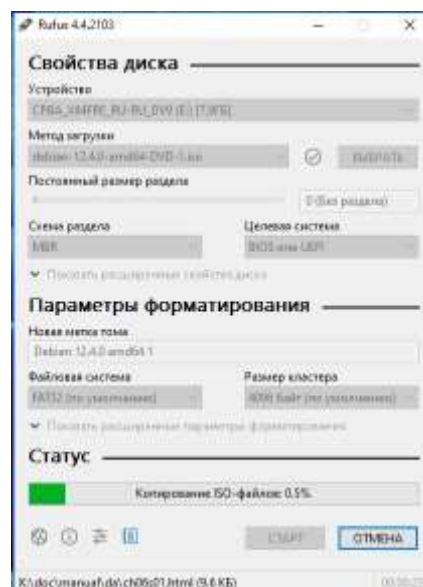 Rufus 4.4.2103
Свойства диска
Устройство
CPBA_X64FRE_RU-RU_DV9 (E:) [7,8ГБ]
Метод загрузки
debian-12.4.0-amd64-DVD-1.iso
ВЫБРАТЬ
Постоянный размер раздела
0 (Без раздела)
Схема раздела Целевая система
MBR BIOS или UEFI
Показать расширенные свойства диска
Параметры форматирования
Новая метка тома
Debian 12.4.0 amd64 1
Файловая система Размер кластера
FAT32 (по умолчанию) 4096 байт (по умолчанию)
Показать расширенные параметры форматирования
Статус
Копирование ISO-файлов: 0.5%
СТАРТ ОТМЕНА
X:\doc\manual\da\ch06s01.html (9.6 КБ)